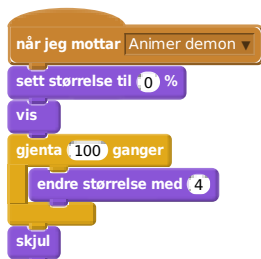 når jeg mottar Animer demon ▼
sett størrelse til 0 %
vis
gjenta 100 ganger
endre størrelse med 4
skjul